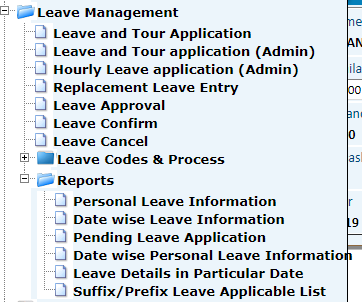 Leave Management
Leave and Tour Application
Leave and Tour application (Admin)
Hourly Leave application (Admin)
Replacement Leave Entry
Leave Approval
Leave Confirm
Leave Cancel
Leave Codes & Process
Reports
Personal Leave Information
Date wise Leave Information
Pending Leave Application
Date wise Personal Leave Information
Leave Details in Particular Date
Suffix/Prefix Leave Applicable List